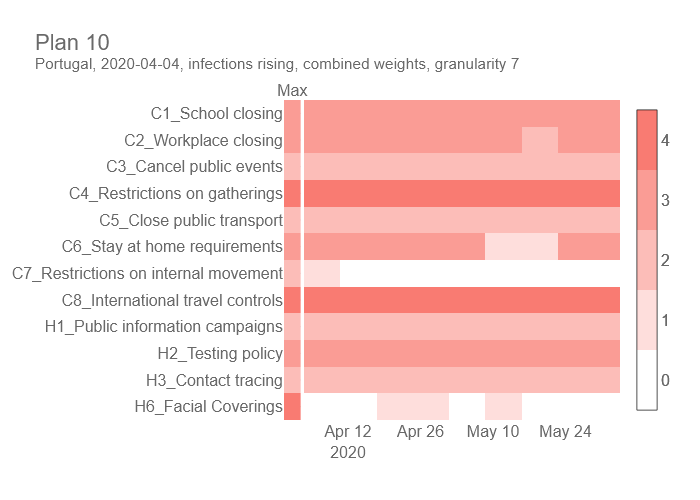 Plan 10
Portugal, 2020-04-04, infections rising, combined weights, granularity 7
Max
C1_School closing
C2_Workplace closing
C3_Cancel public events
C4_Restrictions on gatherings
C5_Close public transport
C6_Stay at home requirements
C7_Restrictions on internal movement
C8_International travel controls
H1_Public information campaigns
H2_Testing policy
H3_Contact tracing
H6_Facial Coverings
Apr 12 Apr 26 May 10 May 24
2020
4
3
2
1
0